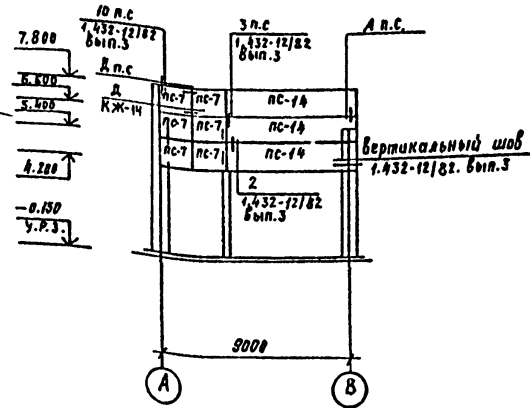 10 п.с
1.432-12/82
вып.3
3 п.с
1.432-12/82
вып.3
А п.с.
7.800
6.600
5.400
4.200
-0.150
У.Р.З.
Д п.с
Д
КЖ-14
пс-7 пс-7 пс-14
пс-7 пс-7 пс-14
пс-7 пс-7 пс-14
вертикальный шов
1.432-12/82. вып.3
2
1.432-12/82
вып.3
9000
А В